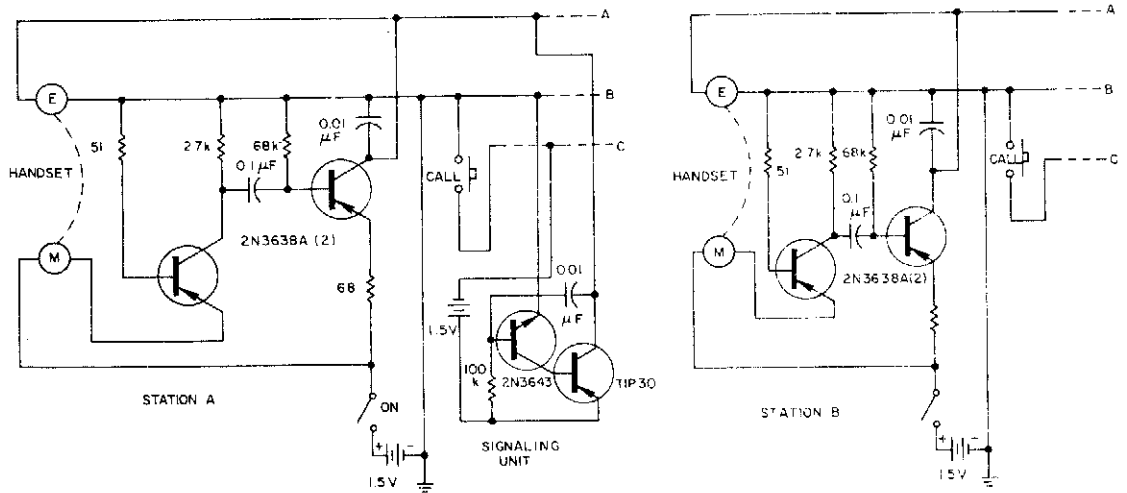 A
B
C
E
HANDSET
M
51
2.7k
0.1
μF
68k
0.01
μF
2N3638A (2)
68
CALL
1.5V
100
k
0.01
μF
2N3643
TIP30
STATION A
ON
+
-
1.5V
SIGNALING
UNIT
A
B
C
E
HANDSET
M
51
2.7k
68k
0.01
μF
0.1
μF
CALL
2N3638A(2)
STATION B
+
-
1.5V